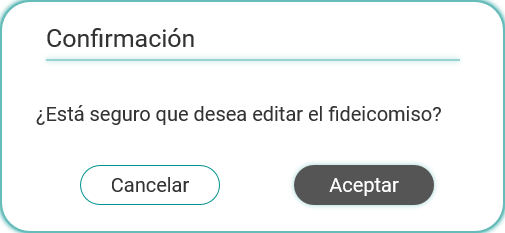 Confirmación
¿Está seguro que desea editar el fideicomiso?
Cancelar
Aceptar